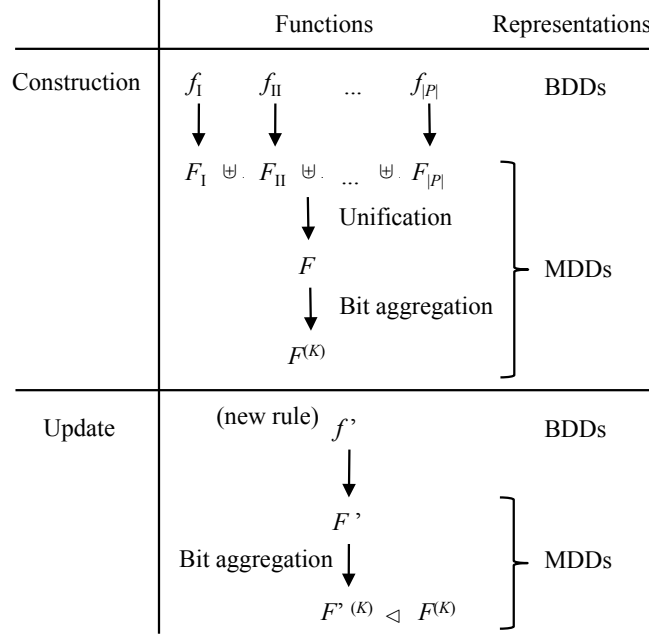 Functions Representations
Construction f_I f_II ... f_|P| BDDs
F_I ⊎ F_II ⊎ ... ⊎ F_|P|
Unification
F MDDs
Bit aggregation
F^(K)
Update (new rule) f’ BDDs
F’
Bit aggregation MDDs
F’^(K) ◁ F^(K)